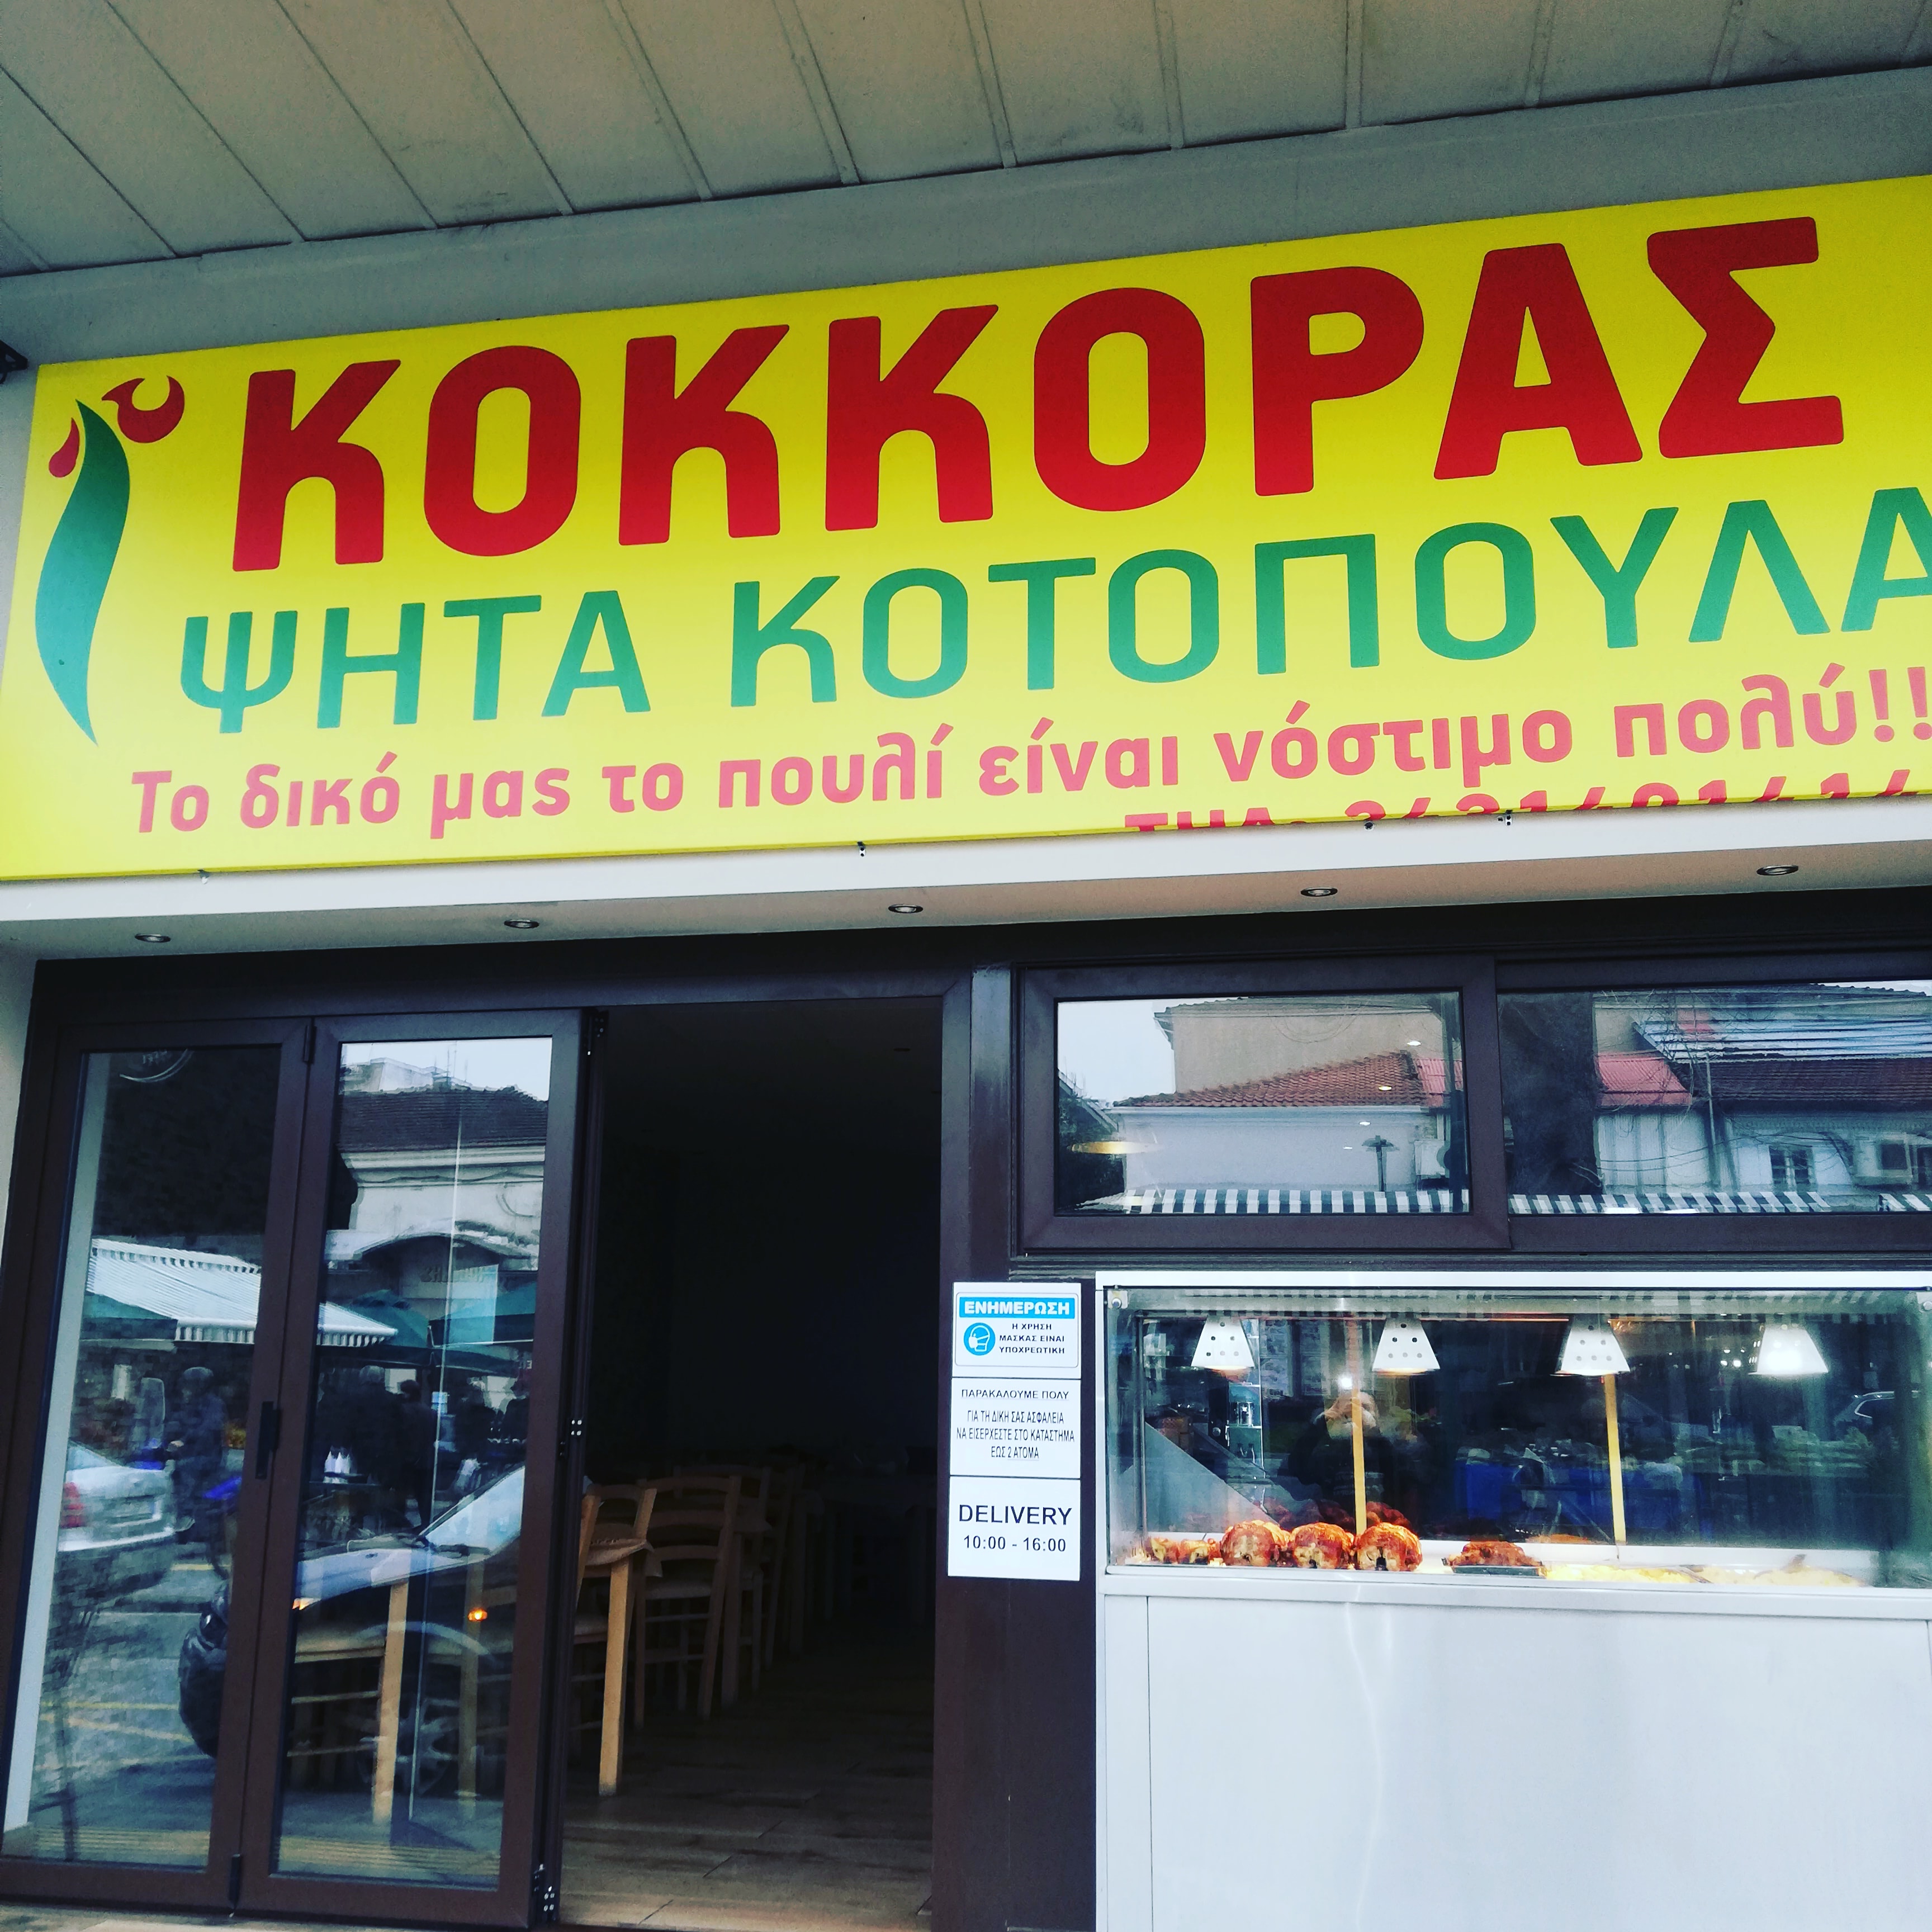 ΚΟΚΚΟΡΑΣ
ΨΗΤΑ ΚΟΤΟΠΟΥΛΑ
Το δικό μας το πουλί είναι νόστιμο πολύ!!
ΤΗΛ:
ΕΝΗΜΕΡΩΣΗ
Η ΧΡΗΣΗ
ΜΑΣΚΑΣ ΕΙΝΑΙ
ΥΠΟΧΡΕΩΤΙΚΗ
ΠΑΡΑΚΑΛΟΥΜΕ ΠΟΛΥ
ΓΙΑ ΤΗ ΔΙΚΗ ΣΑΣ ΑΣΦΑΛΕΙΑ
ΝΑ ΕΙΣΕΡΧΕΣΤΕ ΣΤΟ ΚΑΤΑΣΤΗΜΑ
ΕΩΣ 2 ΑΤΟΜΑ
DELIVERY
10:00 - 16:00